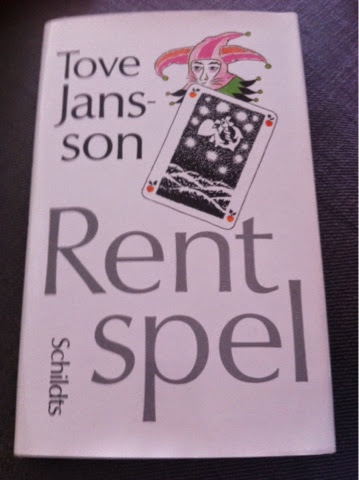 Tove
Jans-
son
Rent
spel
Schildts